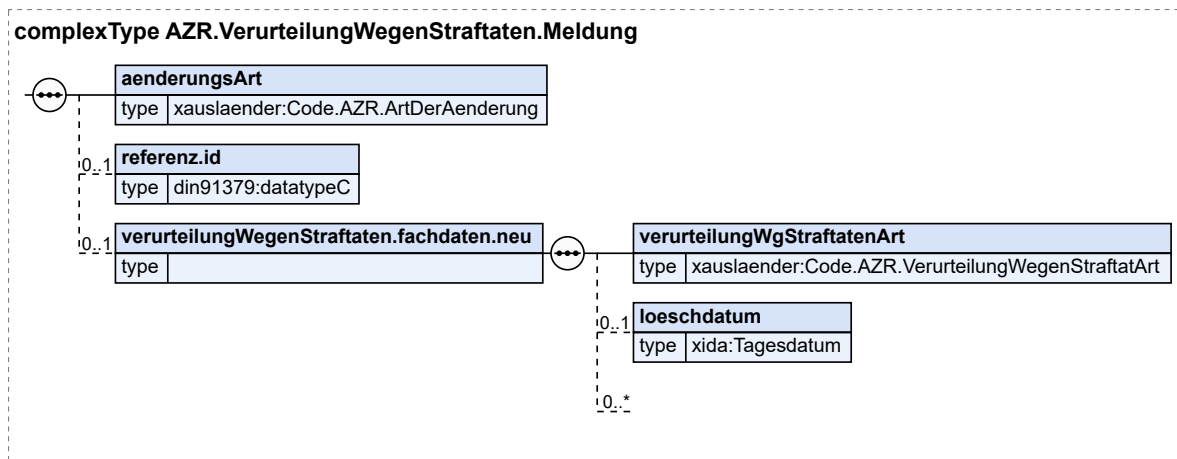 complexType AZR.VerurteilungWegenStraftaten.Meldung
aenderungsArt
type xauslaender:Code.AZR.ArtDerAenderung
0..1
referenz.id
type din91379:datatypeC
0..1
verurteilungWegenStraftaten.fachdaten.neu
type
verurteilungWgStraftatenArt
type xauslaender:Code.AZR.VerurteilungWegenStraftatArt
0..1
loeschdatum
type xida:Tagesdatum
0..*